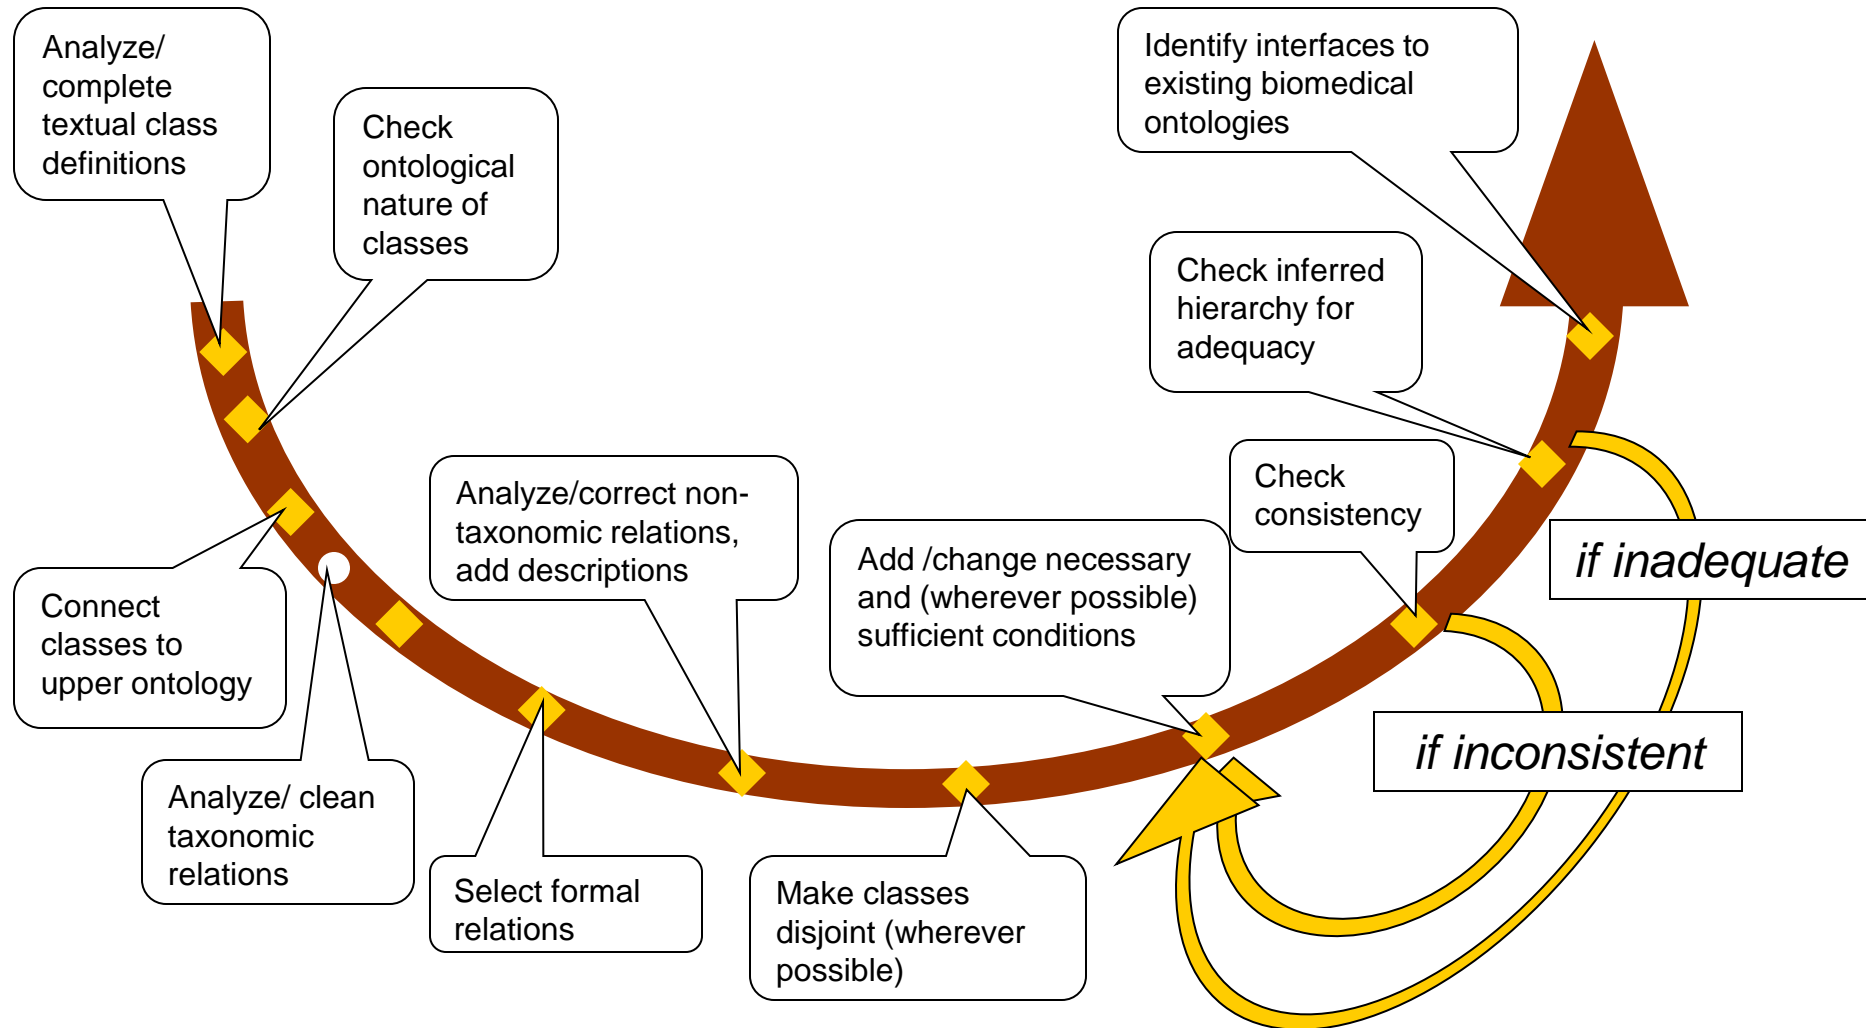 Analyze/
complete
textual class
definitions
Check
ontological
nature of
classes
Connect
classes to
upper ontology
Analyze/ clean
taxonomic
relations
Select formal
relations
Analyze/correct non-
taxonomic relations,
add descriptions
Make classes
disjoint (wherever
possible)
Add /change necessary
and (wherever possible)
sufficient conditions
Check
consistency
Check inferred
hierarchy for
adequacy
Identify interfaces to
existing biomedical
ontologies
if inadequate
if inconsistent